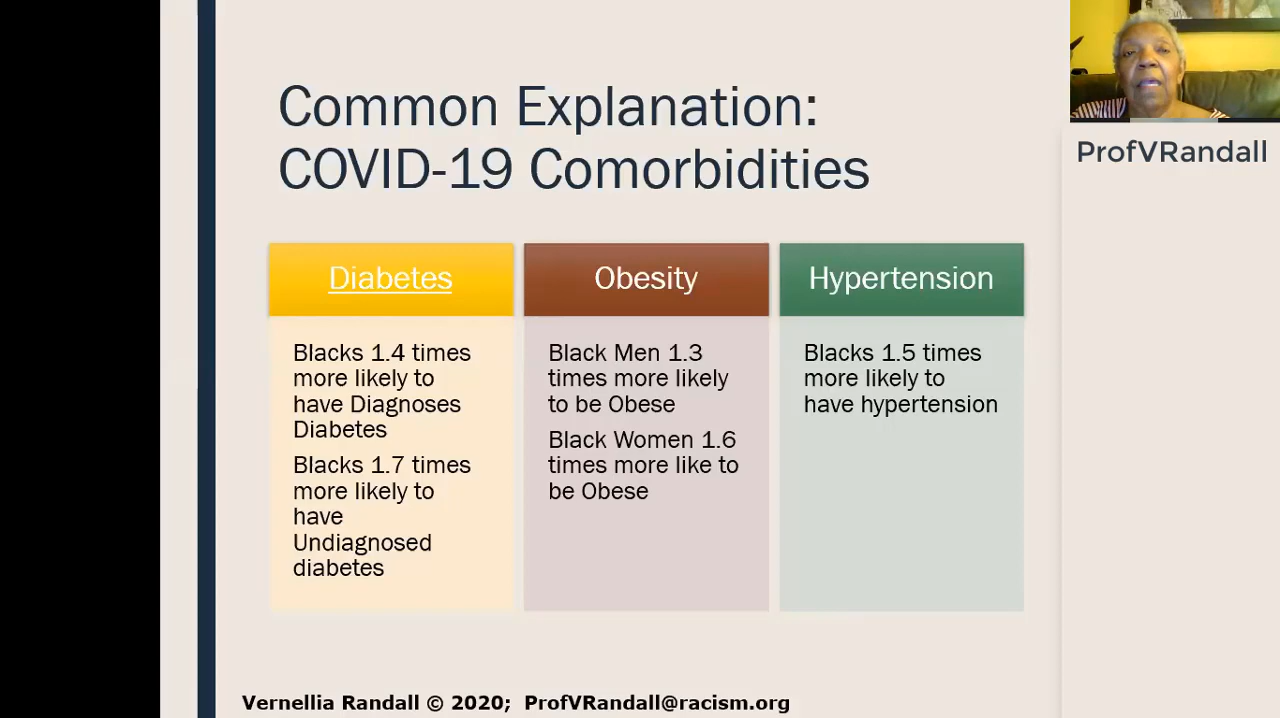 Common Explanation:
COVID-19 Comorbidities
ProfVRandall
Diabetes
Blacks 1.4 times
more likely to
have Diagnoses
Diabetes
Blacks 1.7 times
more likely to
have
Undiagnosed
diabetes
Obesity
Black Men 1.3
times more likely
to be Obese
Black Women 1.6
times more like to
be Obese
Hypertension
Blacks 1.5 times
more likely to
have hypertension
Vernellia Randall © 2020;  ProfVRandall@racism.org